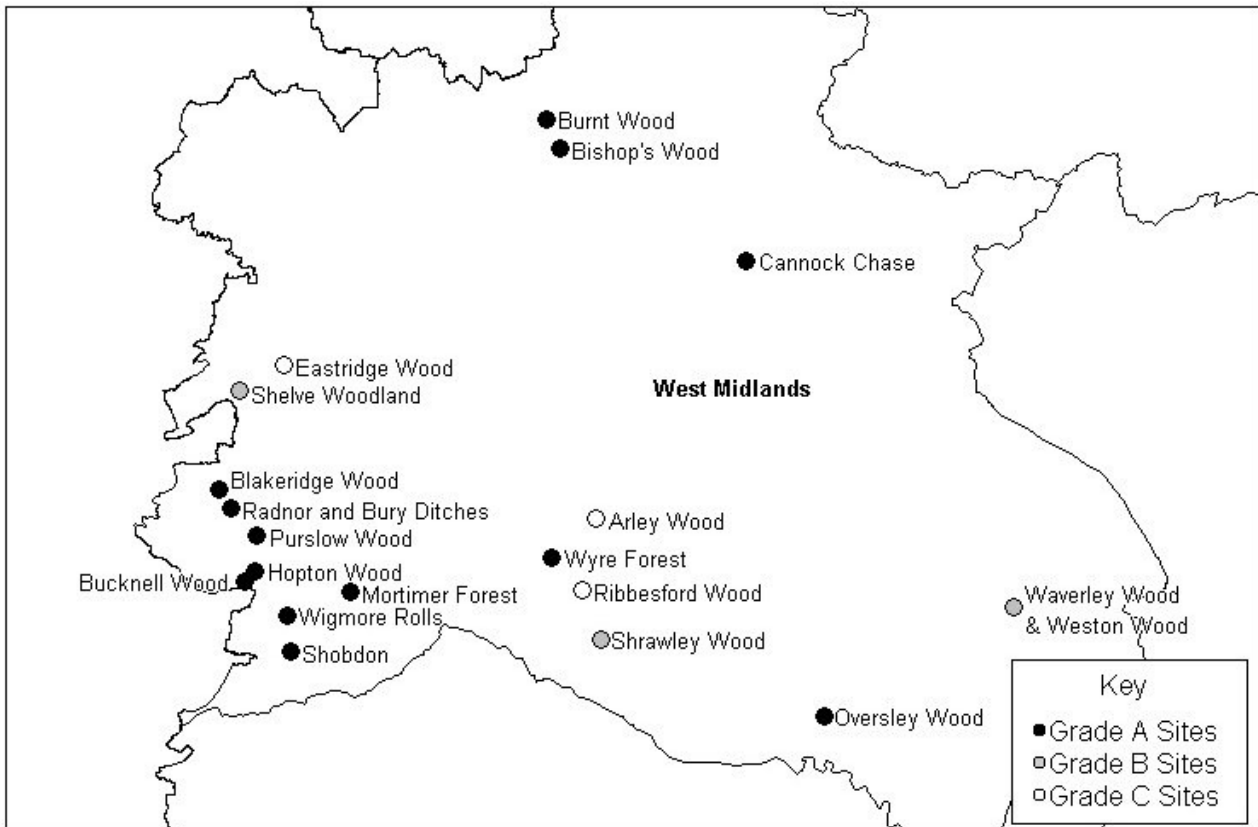 Burnt Wood
Bishop's Wood
Cannock Chase
Eastridge Wood
West Midlands
Shelve Woodland
Blakeridge Wood
Radnor and Bury Ditches
Arley Wood
Purslow Wood
Wyre Forest
Hopton Wood
Bucknell Wood
Mortimer Forest
Ribbesford Wood
Waverley Wood
& Weston Wood
Wigmore Rolls
Shrawley Wood
Shobdon
Oversley Wood
Key
Grade A Sites
Grade B Sites
Grade C Sites